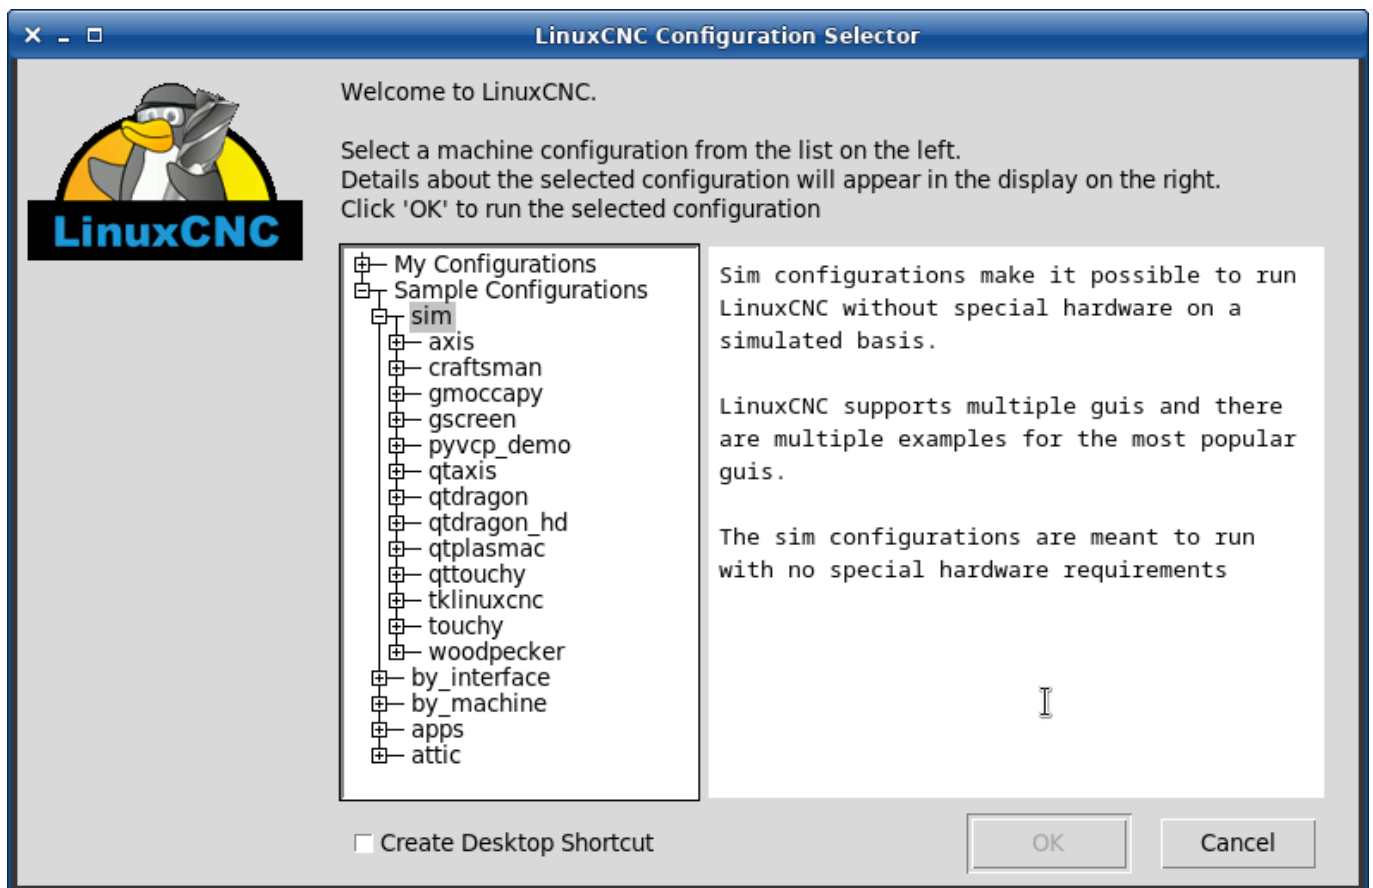 LinuxCNC Configuration Selector
LinuxCNC
Welcome to LinuxCNC.
Select a machine configuration from the list on the left.
Details about the selected configuration will appear in the display on the right.
Click 'OK' to run the selected configuration
My Configurations
Sample Configurations
sim
axis
craftsman
gmoccapy
gscreen
pyvcp_demo
qtaxis
qtdragon
qtdragon_hd
qtplasmac
qttouchy
tklinuxcnc
touchy
woodpecker
by_interface
by_machine
apps
attic
Sim configurations make it possible to run
LinuxCNC without special hardware on a
simulated basis.
LinuxCNC supports multiple guis and there
are multiple examples for the most popular
guis.
The sim configurations are meant to run
with no special hardware requirements
Create Desktop Shortcut
OK
Cancel